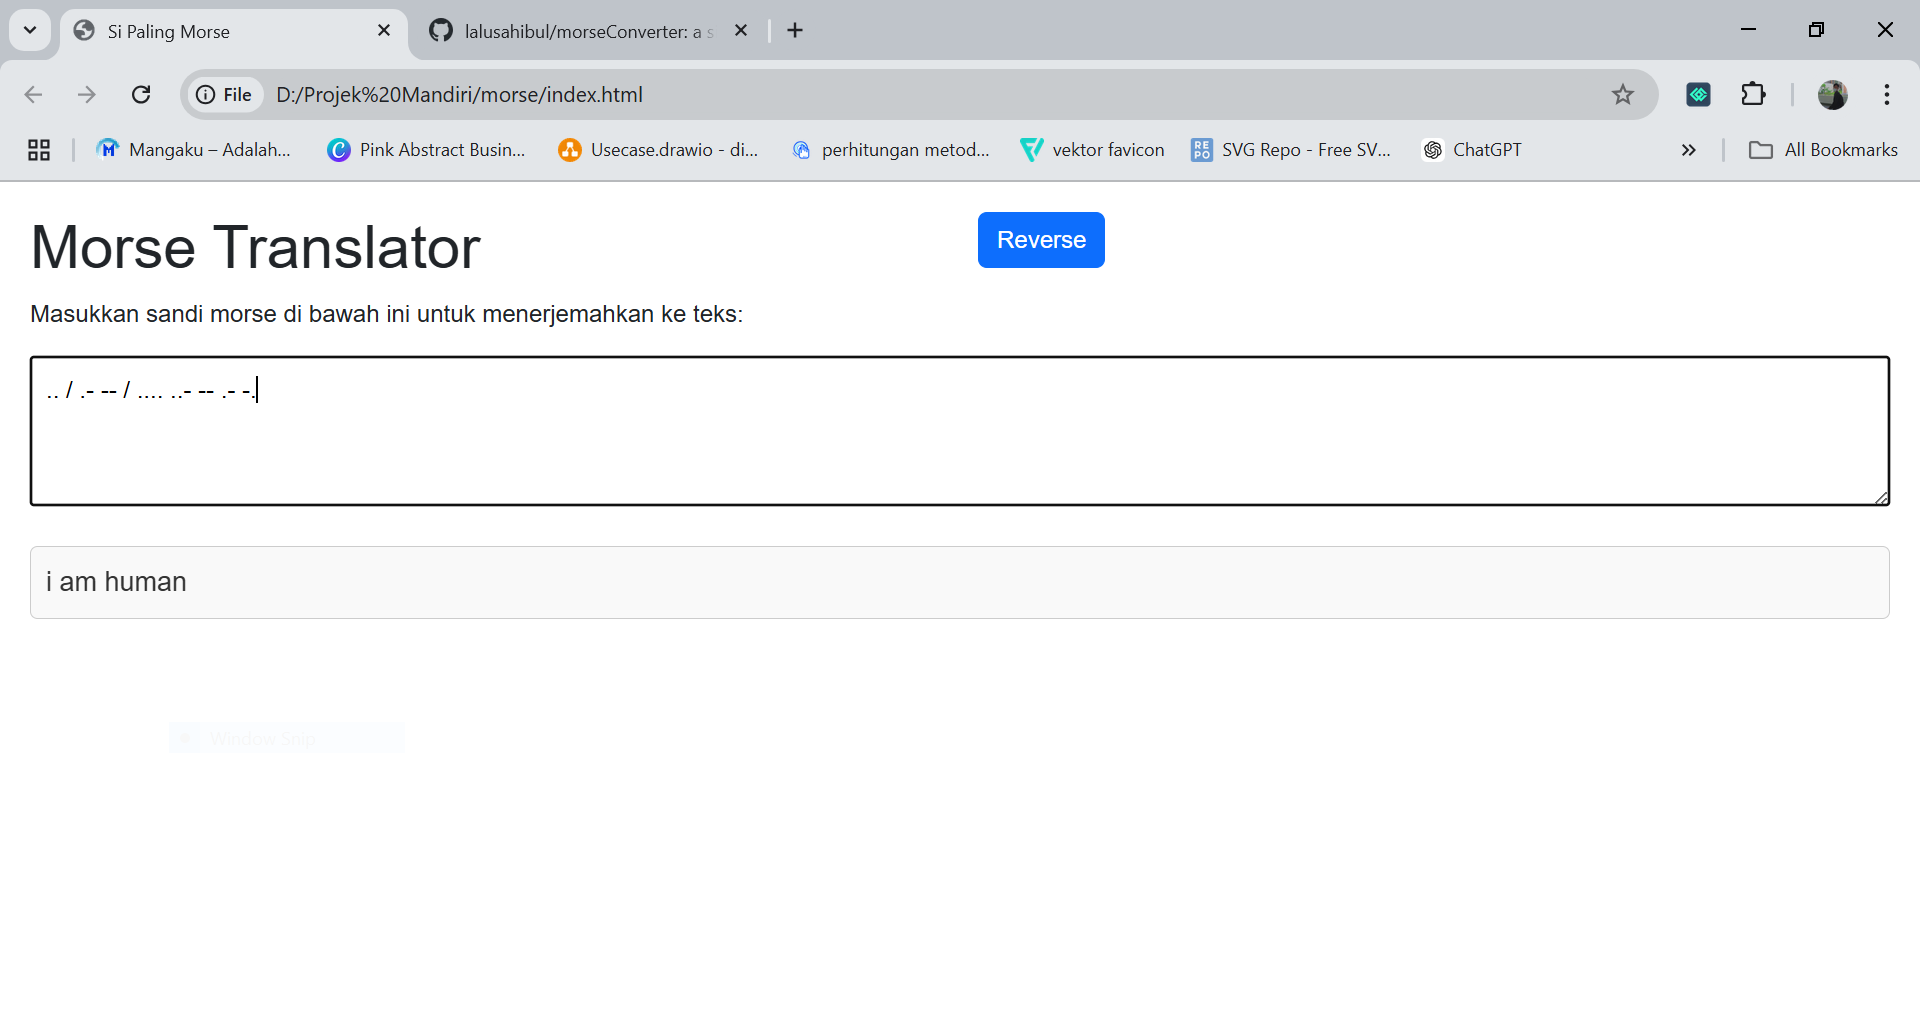 Si Paling Morse
lalusahibul/morseConverter: a s
File
D:/Projek%20Mandiri/morse/index.html
Mangaku – Adalah...
Pink Abstract Busin...
Usecase.drawio - di...
perhitungan metod...
vektor favicon
RE
PO
SVG Repo - Free SV...
ChatGPT
All Bookmarks
Morse Translator
Reverse
Masukkan sandi morse di bawah ini untuk menerjemahkan ke teks:
.. / .- -- / .... ..- -- .- -.
i am human
Window Snip